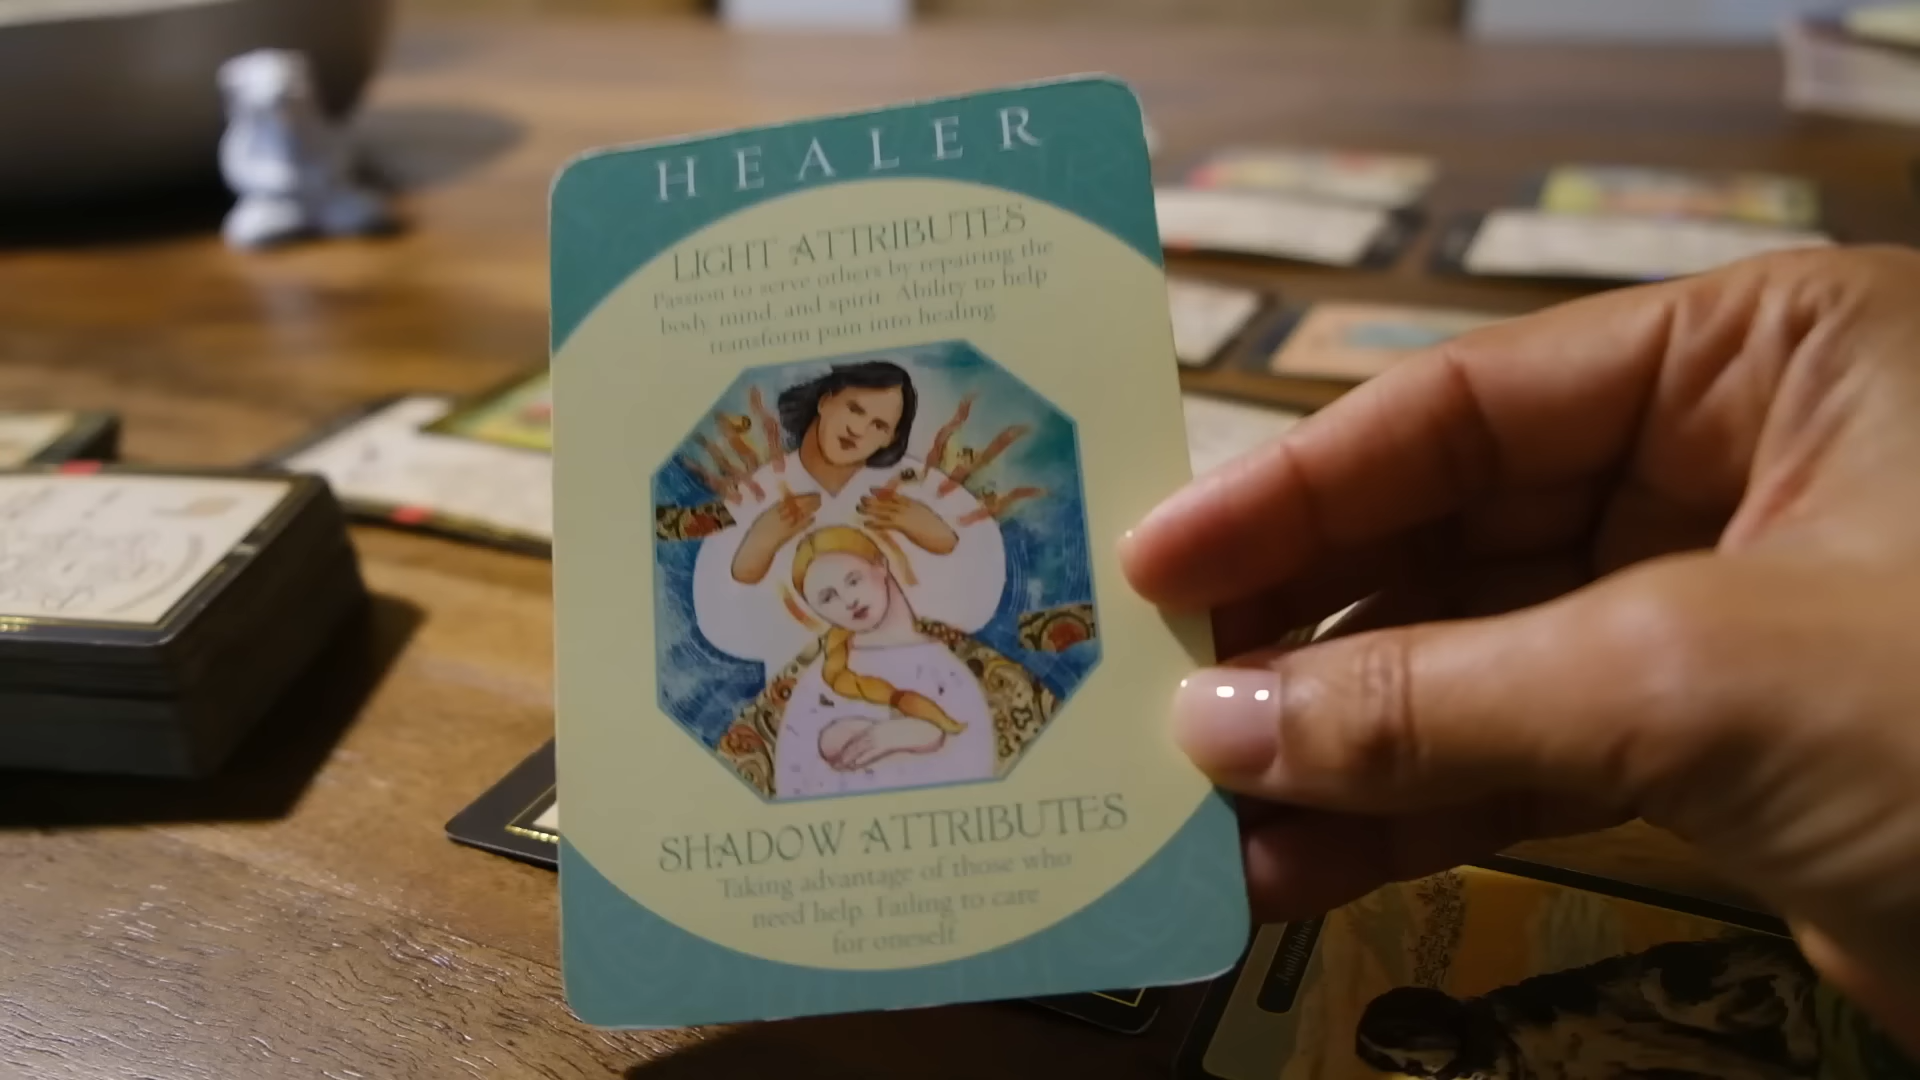 HEALER
LIGHT ATTRIBUTES
Passion to serve others by repairing the
body, mind, and spirit. Ability to help
transform pain into healing.
SHADOW ATTRIBUTES
Taking advantage of those who
need help. Failing to care
for oneself.
Faithfulness